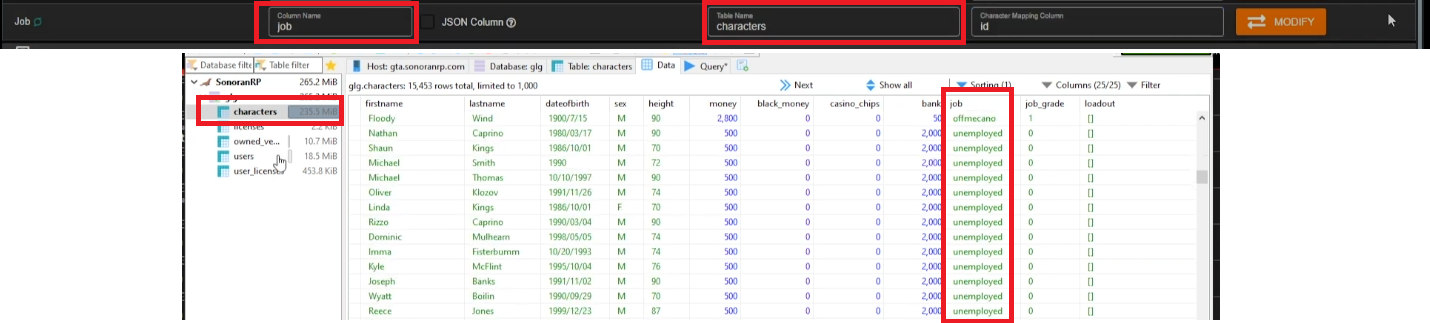 Job Column Name job JSON Column Table Name characters Character Mapping Column id MODIFY
Database filte Table filter Host: gta.sonoranrp.com Database: glg Table: characters Data Query*
SonoranRP 265.2 MiB glg.characters: 15,453 rows total, limited to 1,000 Next Show all Sorting (1) Columns (25/25) Filter
firstname lastname dateofbirth sex height money black_money casino_chips bank job job_grade loadout
characters 235.5 MiB Floody Wind 1900/7/15 M 90 2,800 0 0 50 offmecano 1 []
licenses 2.2 KiB Nathan Caprino 1980/03/17 M 90 500 0 0 2,000 unemployed 0 []
owned_ve... 10.7 MiB Shaun Kings 1986/10/01 M 70 500 0 0 2,000 unemployed 0 []
users 18.5 MiB Michael Smith 1990 M 72 500 0 0 2,000 unemployed 0 []
user_licenses 453.8 KiB Michael Thomas 10/10/1997 M 90 500 0 0 2,000 unemployed 0 []
Oliver Klozov 1991/11/26 M 74 500 0 0 2,000 unemployed 0 []
Linda Kings 1986/10/01 F 70 500 0 0 2,000 unemployed 0 []
Rizzo Caprino 1990/03/04 M 90 500 0 0 2,000 unemployed 0 []
Dominic Mulhearn 1998/05/05 M 74 500 0 0 2,000 unemployed 0 []
Imma Fisterbumm 10/20/1993 M 74 500 0 0 2,000 unemployed 0 []
Kyle McFlint 1995/10/04 M 76 500 0 0 2,000 unemployed 0 []
Joseph Banks 1991/11/02 M 90 500 0 0 2,000 unemployed 0 []
Wyatt Boilin 1990/09/29 M 70 500 0 0 2,000 unemployed 0 []
Reece Jones 1999/12/23 M 87 500 0 0 2,000 unemployed 0 []